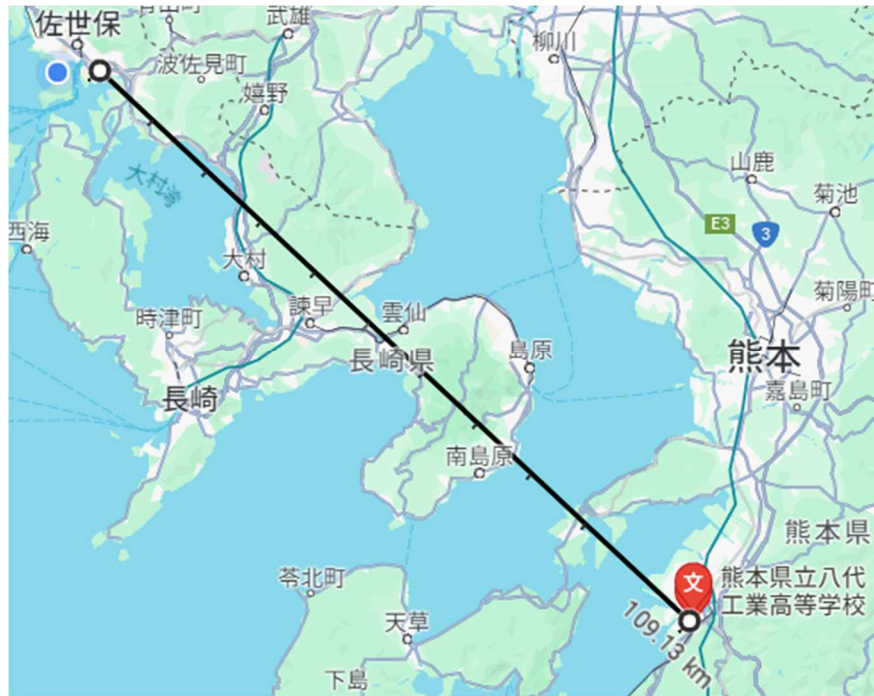 佐世保
武雄
柳川
波佐見町
嬉野
山鹿
菊池
大村湾
西海
E3
3
大村
菊陽町
時津町
諫早
雲仙
島原
熊本
長崎県
嘉島町
長崎
南島原
熊本県
苓北町
熊本県立八代
工業高等学校
文
天草
109.13 km
下島